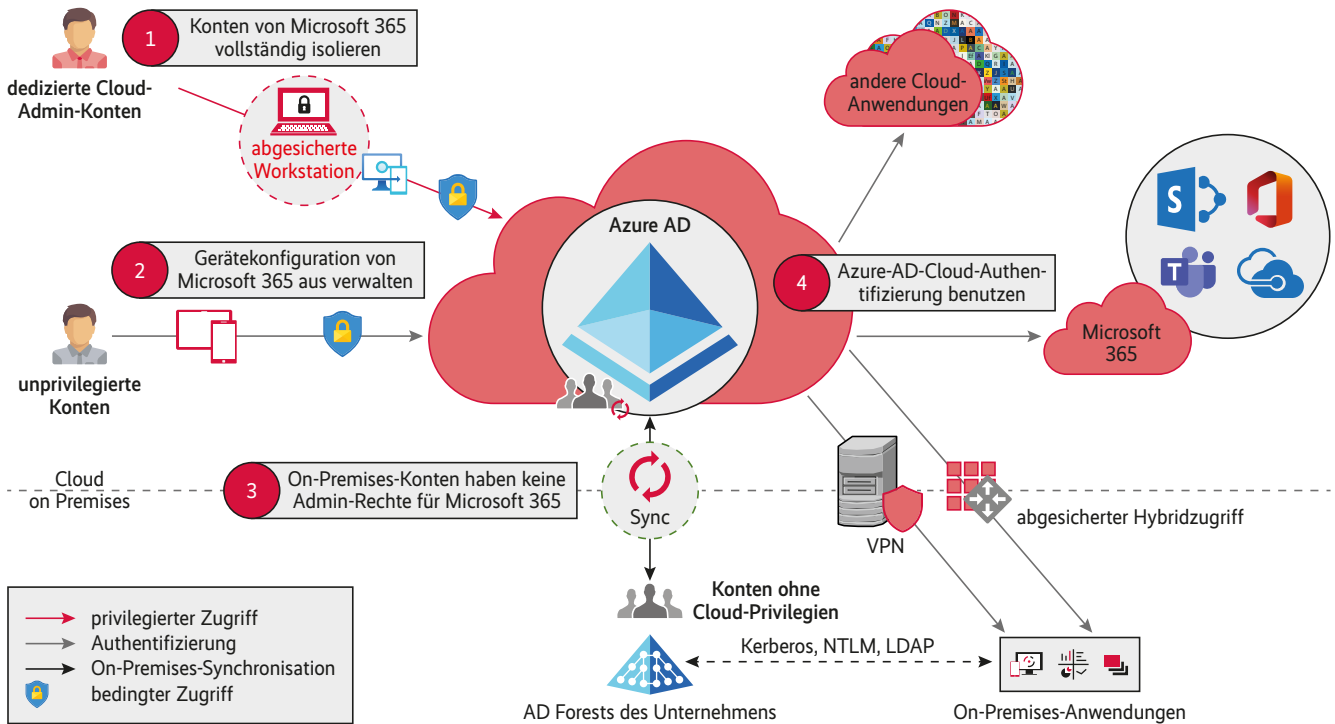 1
Konten von Microsoft 365
vollständig isolieren
dedizierte Cloud-
Admin-Konten
abgesicherte
Workstation
andere Cloud-
Anwendungen
Azure AD
2
Gerätekonfiguration von
Microsoft 365 aus verwalten
4
Azure-AD-Cloud-Authen-
tifizierung benutzen
S
T
Microsoft
365
unprivilegierte
Konten
Cloud
on Premises
3
On-Premises-Konten haben keine
Admin-Rechte für Microsoft 365
Sync
VPN
abgesicherter Hybridzugriff
Konten ohne
Cloud-Privilegien
privilegierter Zugriff
Authentifizierung
On-Premises-Synchronisation
bedingter Zugriff
Kerberos, NTLM, LDAP
AD Forests des Unternehmens
On-Premises-Anwendungen